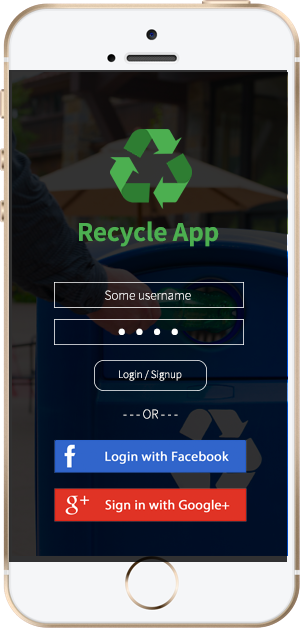 Recycle App
Some username
••••
Login / Signup
---OR---
f Login with Facebook
g+ Sign in with Google+